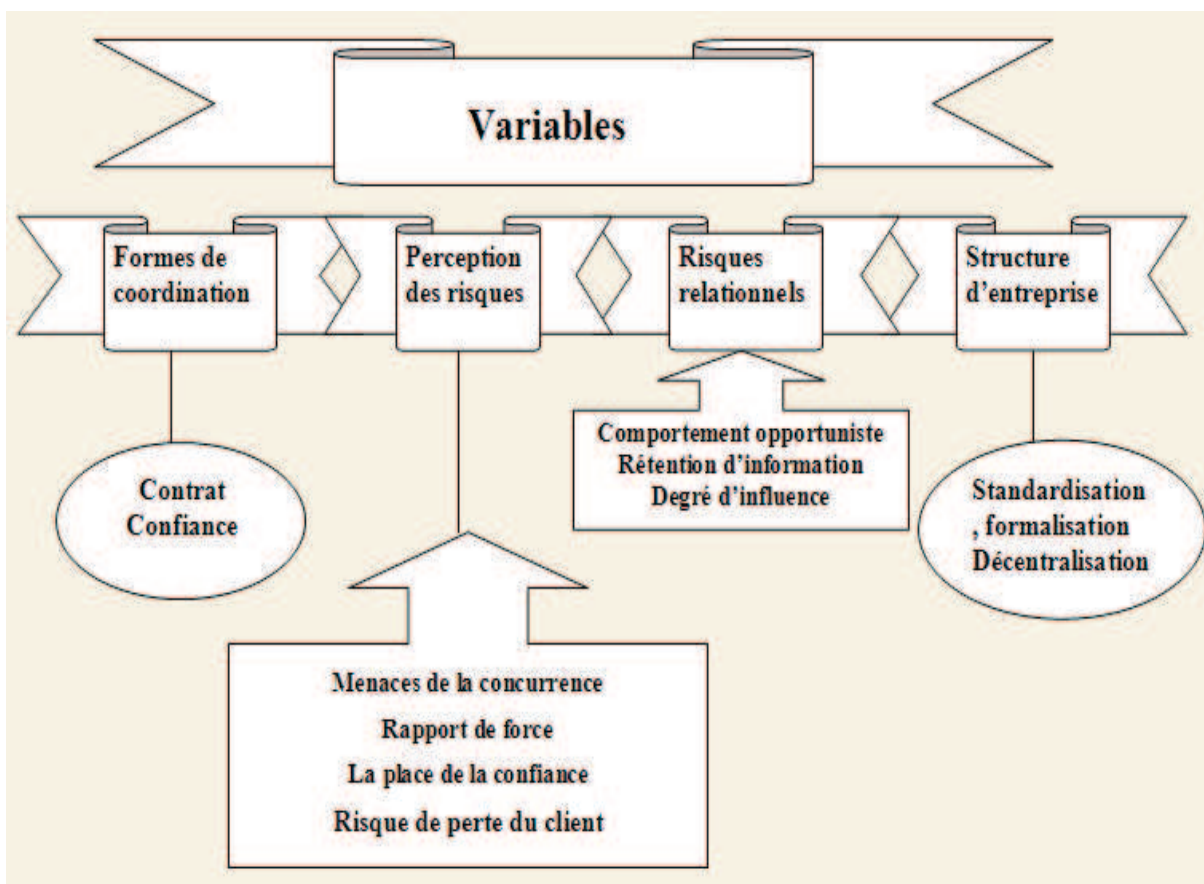 Variables
Formes de
coordination
Perception
des risques
Risques
relationnels
Structure
d’entreprise
Contrat
Confiance
Menaces de la concurrence
Rapport de force
La place de la confiance
Risque de perte du client
Comportement opportuniste
Rétention d’information
Degré d’influence
Standardisation
, formalisation
Décentralisation